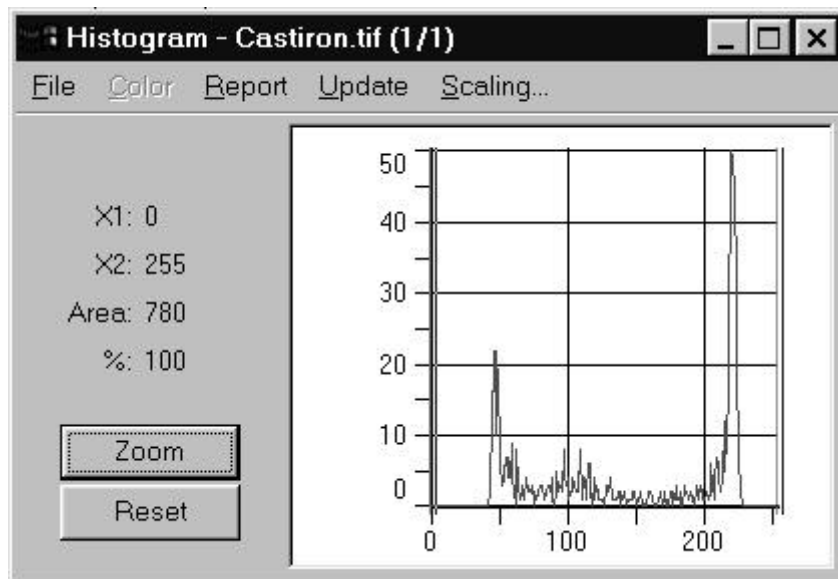 Histogram - Castiron.tif (1/1)
File Color Report Update Scaling...
X1: 0
X2: 255
Area: 780
%: 100
Zoom
Reset
50
40
30
20
10
0
0 100 200